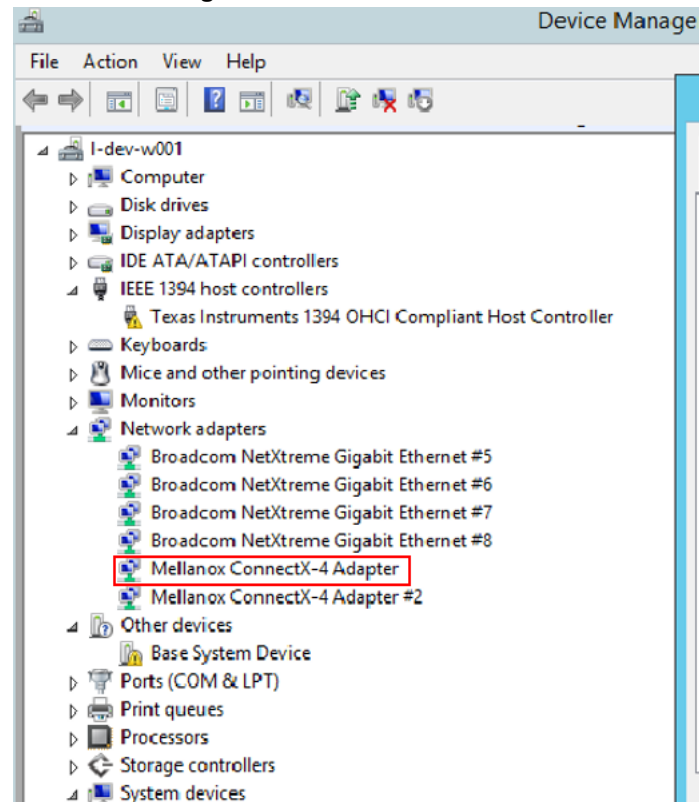 Device Manage
File Action View Help
I-dev-w001
Computer
Disk drives
Display adapters
IDE ATA/ATAPI controllers
IEEE 1394 host controllers
Texas Instruments 1394 OHCI Compliant Host Controller
Keyboards
Mice and other pointing devices
Monitors
Network adapters
Broadcom NetXtreme Gigabit Ethernet #5
Broadcom NetXtreme Gigabit Ethernet #6
Broadcom NetXtreme Gigabit Ethernet #7
Broadcom NetXtreme Gigabit Ethernet #8
Mellanox ConnectX-4 Adapter
Mellanox ConnectX-4 Adapter #2
Other devices
Base System Device
Ports (COM & LPT)
Print queues
Processors
Storage controllers
System devices